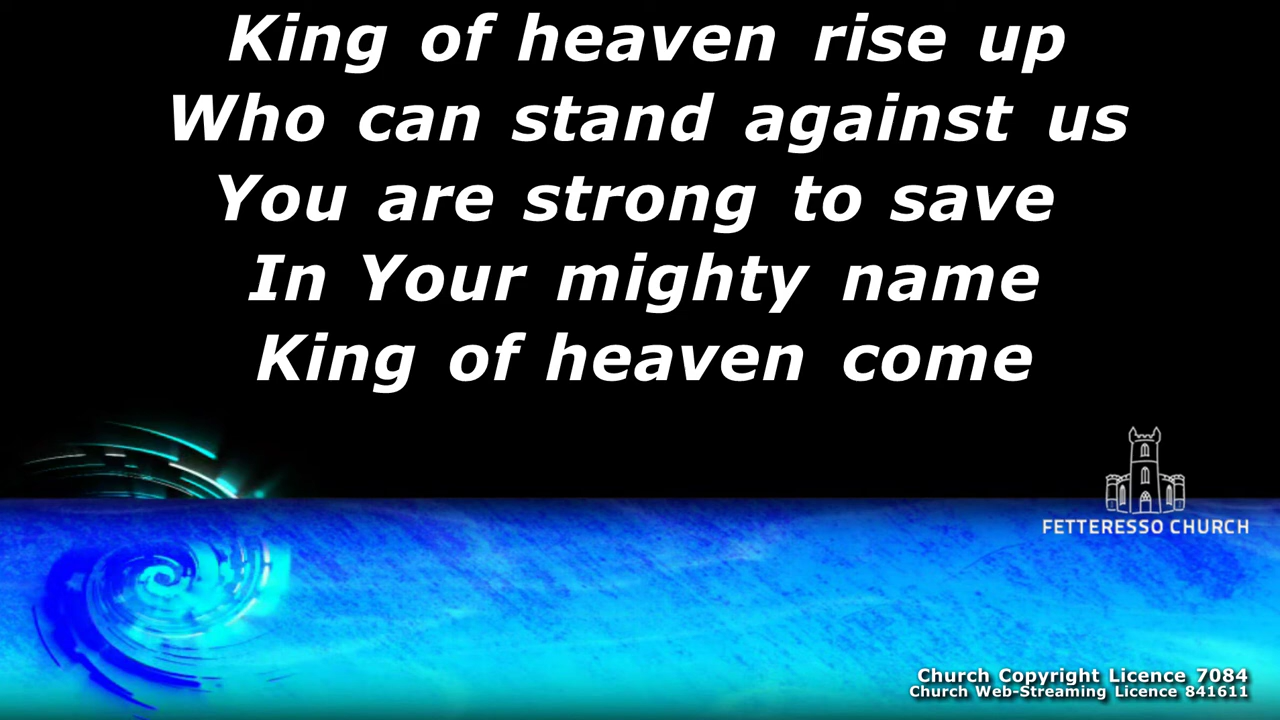 King of heaven rise up
Who can stand against us
You are strong to save
In Your mighty name
King of heaven come
FETTERESSO CHURCH
Church Copyright Licence 7084
Church Web-Streaming Licence 841611